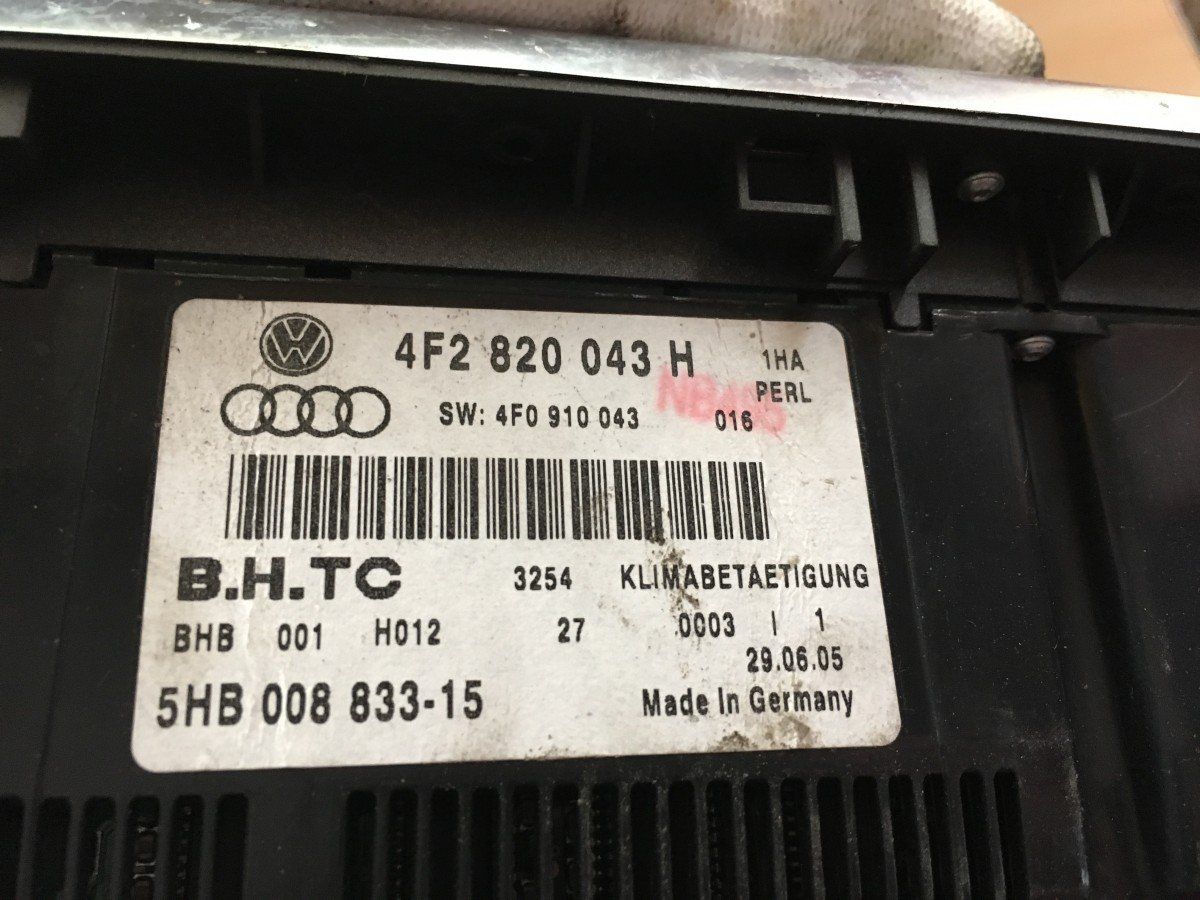 4F2 820 043 H 1HA
PERL
SW: 4F0 910 043 016
B.H.TC 3254 KLIMABETAETIGUNG
BHB 001 H012 27 0003 I 1
29.06.05
5HB 008 833-15 Made In Germany